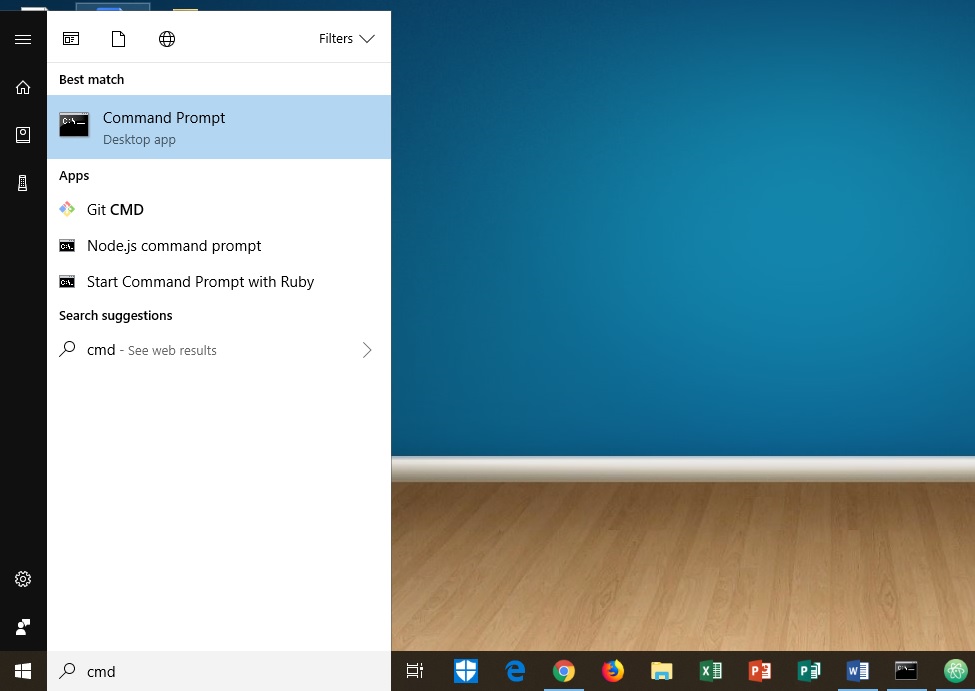 Filters
Best match
Command Prompt
Desktop app
Apps
Git CMD
Node.js command prompt
Start Command Prompt with Ruby
Search suggestions
cmd - See web results
cmd